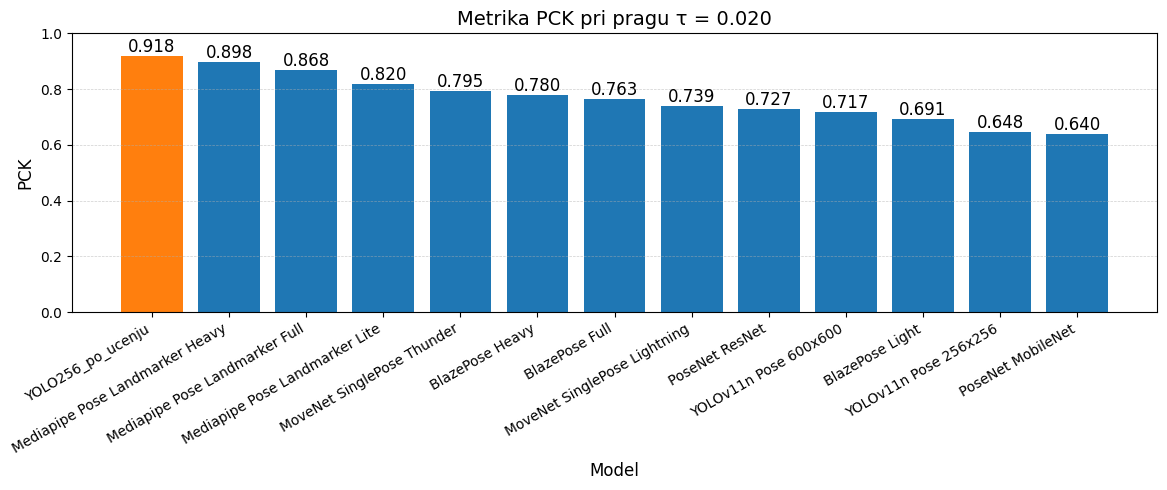 Metrika PCK pri pragu τ = 0.020
PCK
1.0
0.8
0.6
0.4
0.2
0.0
0.918
0.898
0.868
0.820
0.795
0.780
0.763
0.739
0.727
0.717
0.691
0.648
0.640
YOLO256_po_ucenju
Mediapipe Pose Landmarker Heavy
Mediapipe Pose Landmarker Full
Mediapipe Pose Landmarker Lite
MoveNet SinglePose Thunder
BlazePose Heavy
BlazePose Full
MoveNet SinglePose Lightning
PoseNet ResNet
YOLOv11n Pose 600x600
BlazePose Light
YOLOv11n Pose 256x256
PoseNet MobileNet
Model